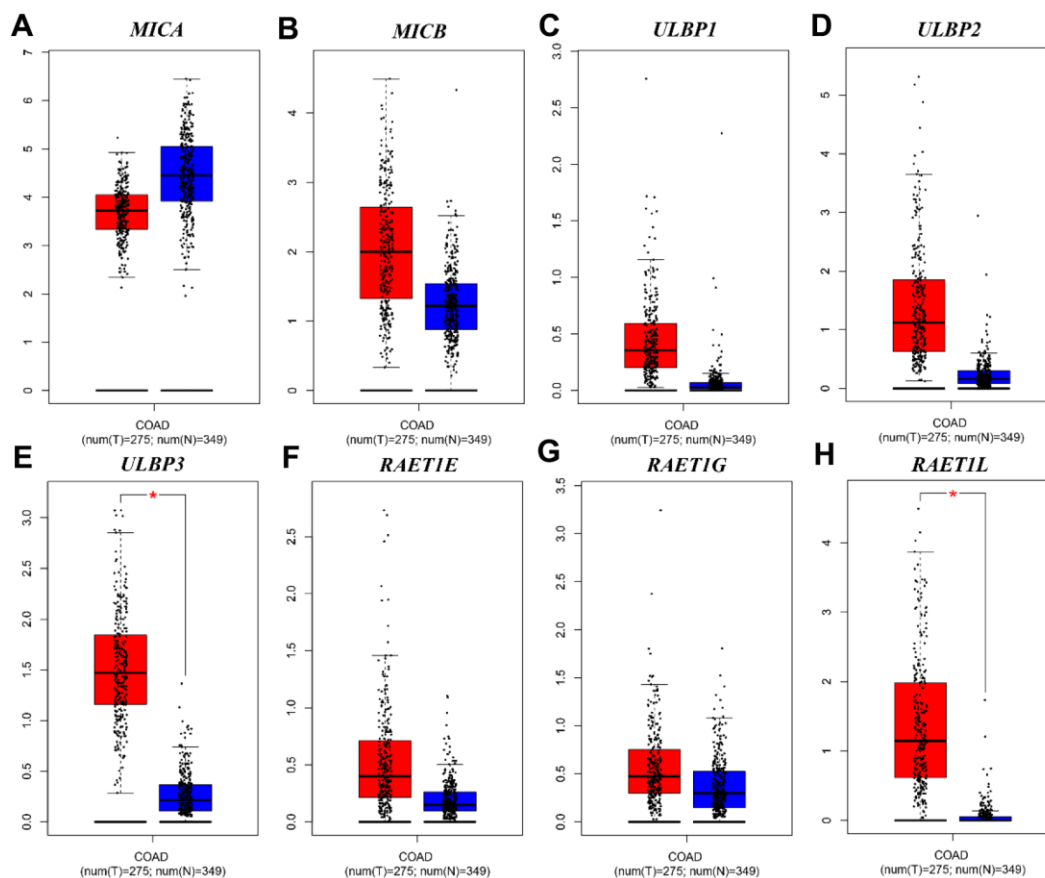 A MICA
7
6
5
4
3
2
1
0
COAD
(num(T)=275; num(N)=349)
B MICB
4
3
2
1
0
COAD
(num(T)=275; num(N)=349)
C ULBP1
3.0
2.5
2.0
1.5
1.0
0.5
0.0
COAD
(num(T)=275; num(N)=349)
D ULBP2
5
4
3
2
1
0
COAD
(num(T)=275; num(N)=349)
E ULBP3
*
3.0
2.5
2.0
1.5
1.0
0.5
0.0
COAD
(num(T)=275; num(N)=349)
F RAET1E
2.5
2.0
1.5
1.0
0.5
0.0
COAD
(num(T)=275; num(N)=349)
G RAET1G
3.5
3.0
2.5
2.0
1.5
1.0
0.5
0.0
COAD
(num(T)=275; num(N)=349)
H RAET1L
*
4
3
2
1
0
COAD
(num(T)=275; num(N)=349)